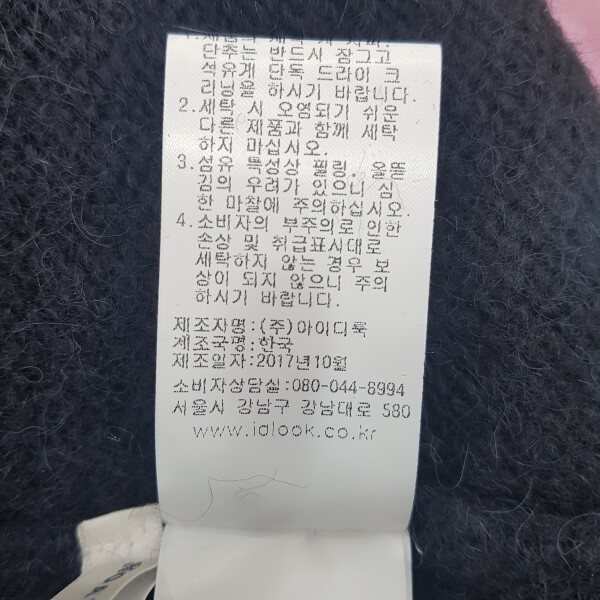 단추는 반드시 잠그고
석유계 단독 드라이 크
리닝을 하시기 바랍니다.
2.세탁 시 오염되기 쉬운
다른 제품과 함께 세탁
하지 마십시오.
3.섬유 특성상 필링, 올뜯
김의 우려가 있으니 심
한 마찰에 주의하십시오.
4.소비자의 부주의로 인한
손상 및 취급표시대로
세탁하지 않는 경우 보
상이 되지 않으니 주의
하시기 바랍니다.
제조자명:(주)아이디룩
제조국명:한국
제조일자:2017년10월
소비자상담실:080-044-8994
서울시 강남구 강남대로 580
www.idlook.co.kr